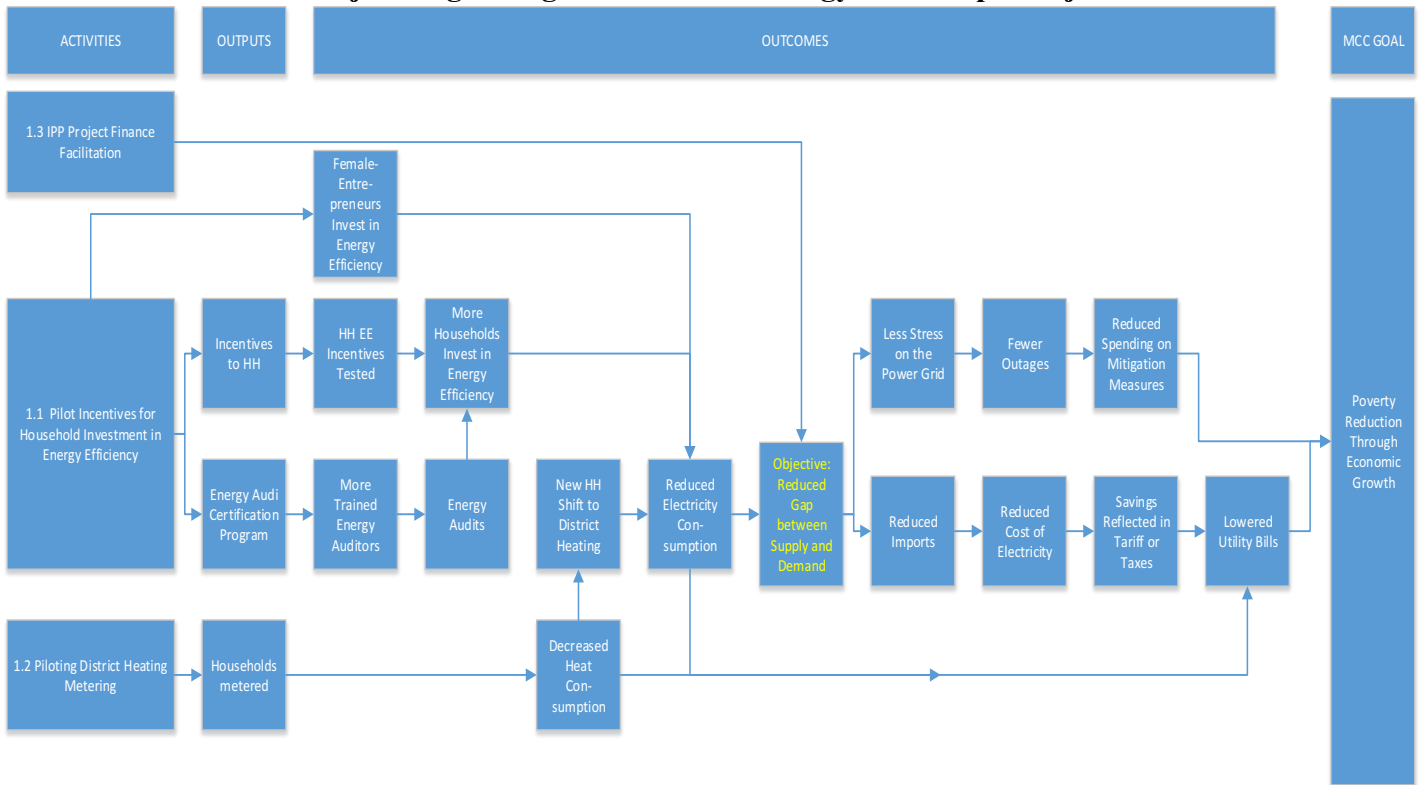 ACTIVITIES
OUTPUTS
OUTCOMES
MCC GOAL
1.3 IPP Project Finance
Facilitation
Female-
Entre-
preneurs
Invest in
Energy
Efficiency
1.1 Pilot Incentives for
Household Investment in
Energy Efficiency
Incentives
to HH
HH EE
Incentives
Tested
More
Households
Invest in
Energy
Efficiency
Less Stress
on the
Power Grid
Fewer
Outages
Reduced
Spending on
Mitigation
Measures
Energy Audi
Certification
Program
More
Trained
Energy
Auditors
Energy
Audits
New HH
Shift to
District
Heating
Reduced
Electricity
Con-
sumption
Objective:
Reduced
Gap
between
Supply and
Demand
Reduced
Imports
Reduced
Cost of
Electricity
Savings
Reflected in
Tariff or
Taxes
Lowered
Utility Bills
Poverty
Reduction
Through
Economic
Growth
1.2 Piloting District Heating
Metering
Households
metered
Decreased
Heat
Con-
sumption